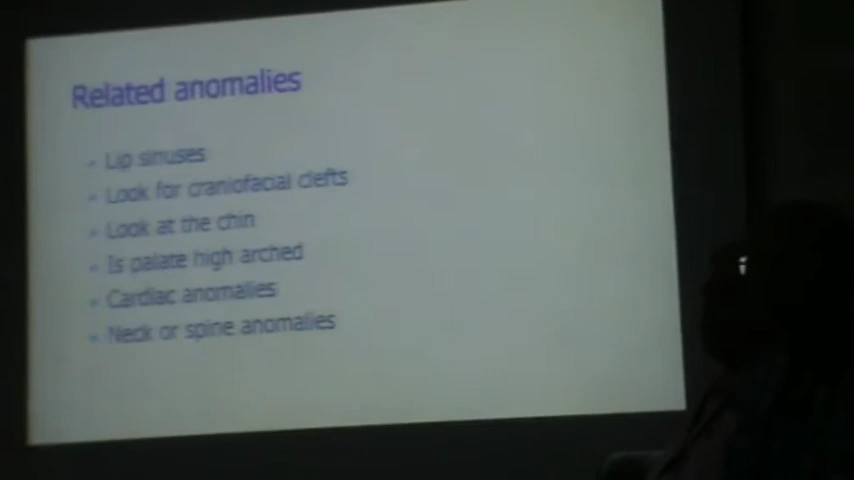 Related anomalies
Lip sinuses
Look for craniofacial clefts
Look at the chin
Is palate high arched
Cardiac anomalies
Neck or spine anomalies